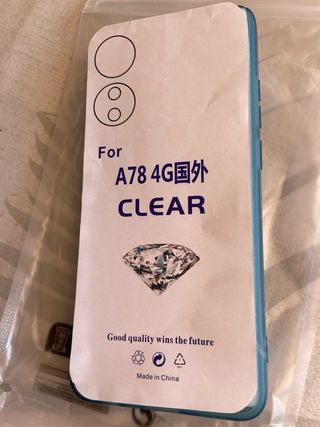 For
A78 4G国外
CLEAR
Good quality wins the future
Made in China